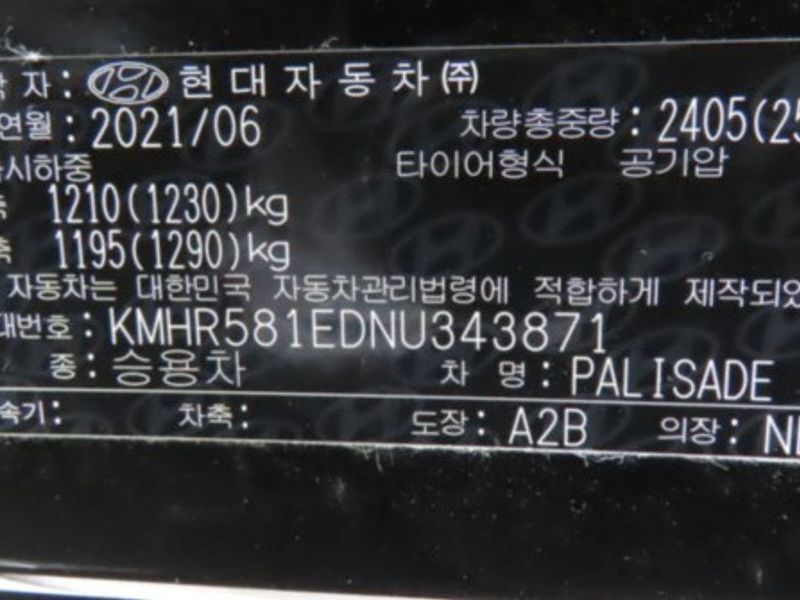 자: 현대자동차(주)
연월: 2021/06 차량총중량: 2405(25
시하중 타이어형식 공기압
1210(1230)kg
축 1195(1290)kg
자동차는 대한민국 자동차관리법령에 적합하게 제작되었
대번호: KMHR581EDNU343871
종: 승용차 차 명: PALISADE
속기: 차축: 도장: A2B 의장: